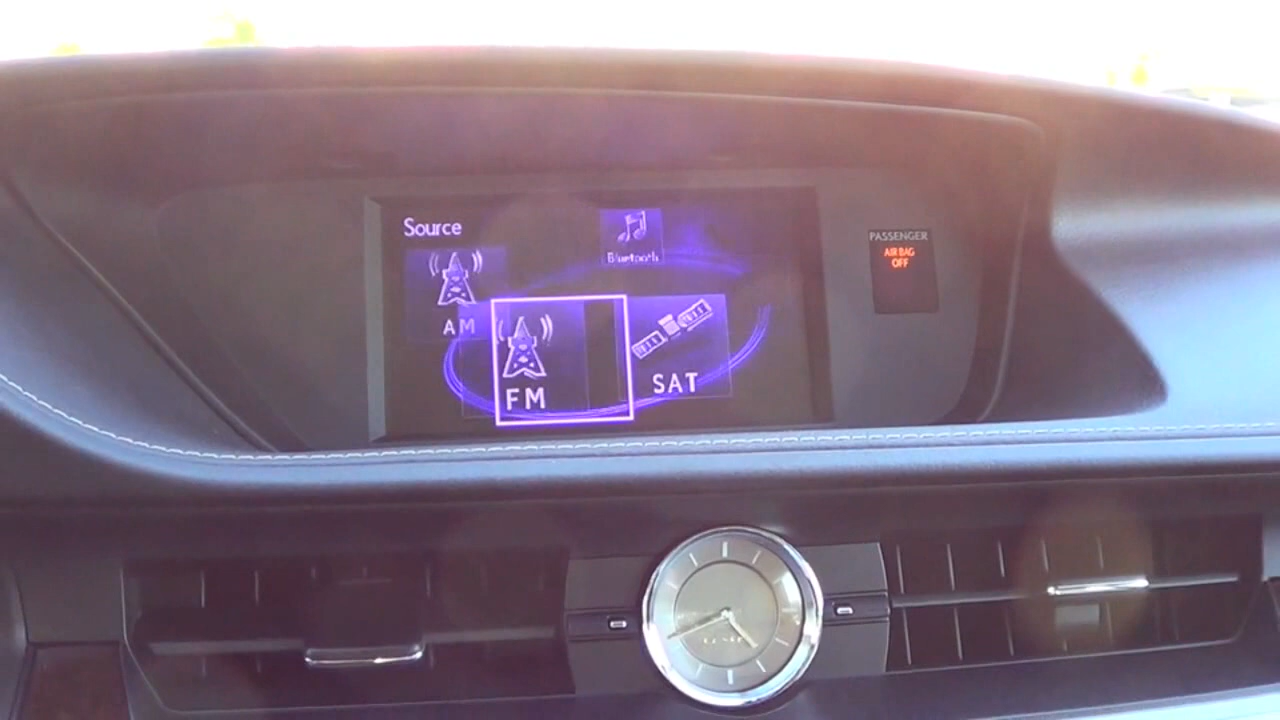 Source
Bluetooth
AM
FM
SAT
PASSENGER
AIR BAG
OFF